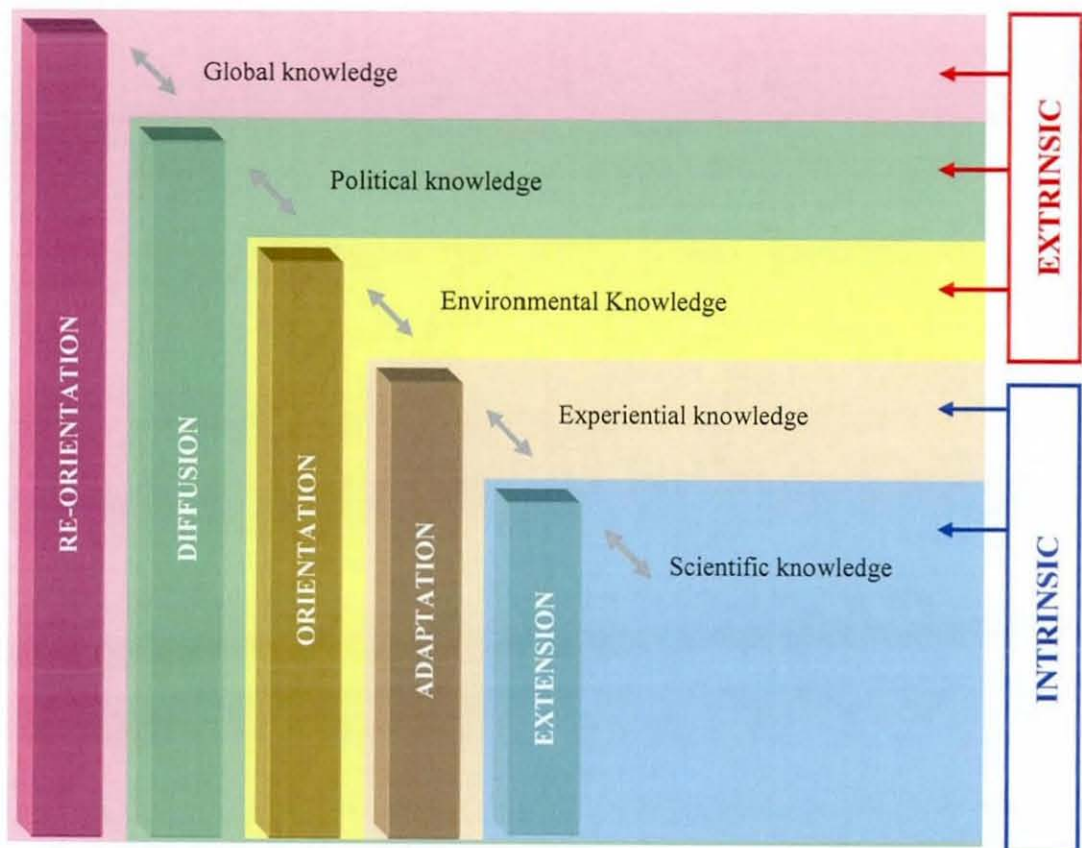 Global knowledge
Political knowledge
Environmental Knowledge
Experiential knowledge
Scientific knowledge
RE-ORIENTATION
DIFFUSION
ORIENTATION
ADAPTATION
EXTENSION
EXTRINSIC
INTRINSIC